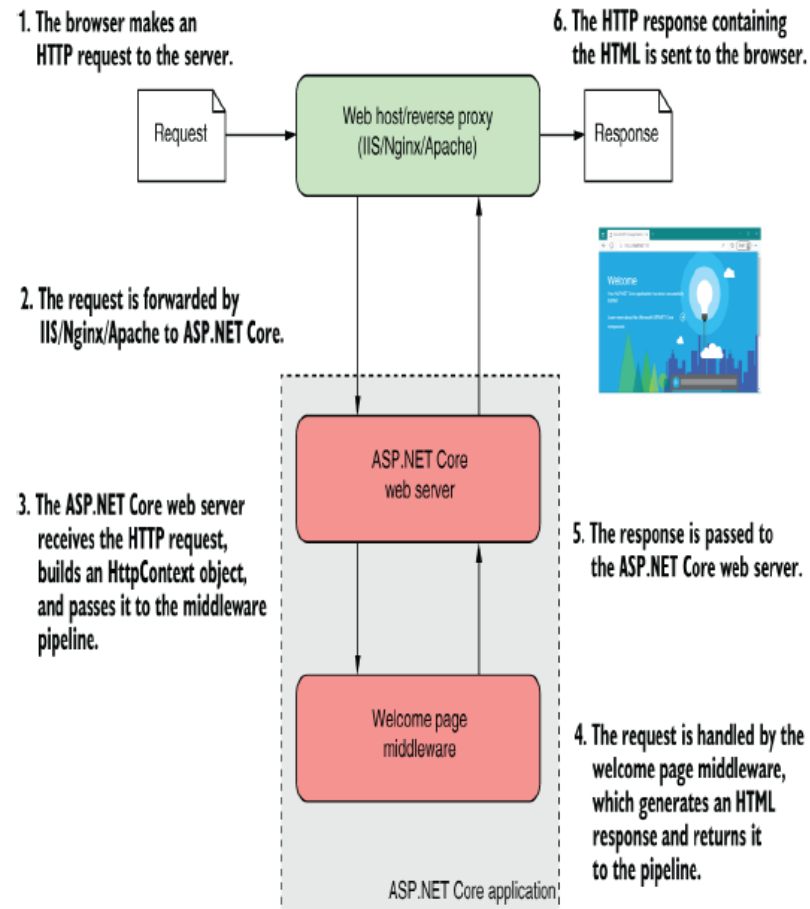 1. The browser makes an
HTTP request to the server.
6. The HTTP response containing
the HTML is sent to the browser.
Request
Web host/reverse proxy
(IIS/Nginx/Apache)
Response
Welcome
2. The request is forwarded by
IIS/Nginx/Apache to ASP.NET Core.
ASP.NET Core
web server
3. The ASP.NET Core web server
receives the HTTP request,
builds an HttpContext object,
and passes it to the middleware
pipeline.
5. The response is passed to
the ASP.NET Core web server.
Welcome page
middleware
4. The request is handled by the
welcome page middleware,
which generates an HTML
response and returns it
to the pipeline.
ASP.NET Core application